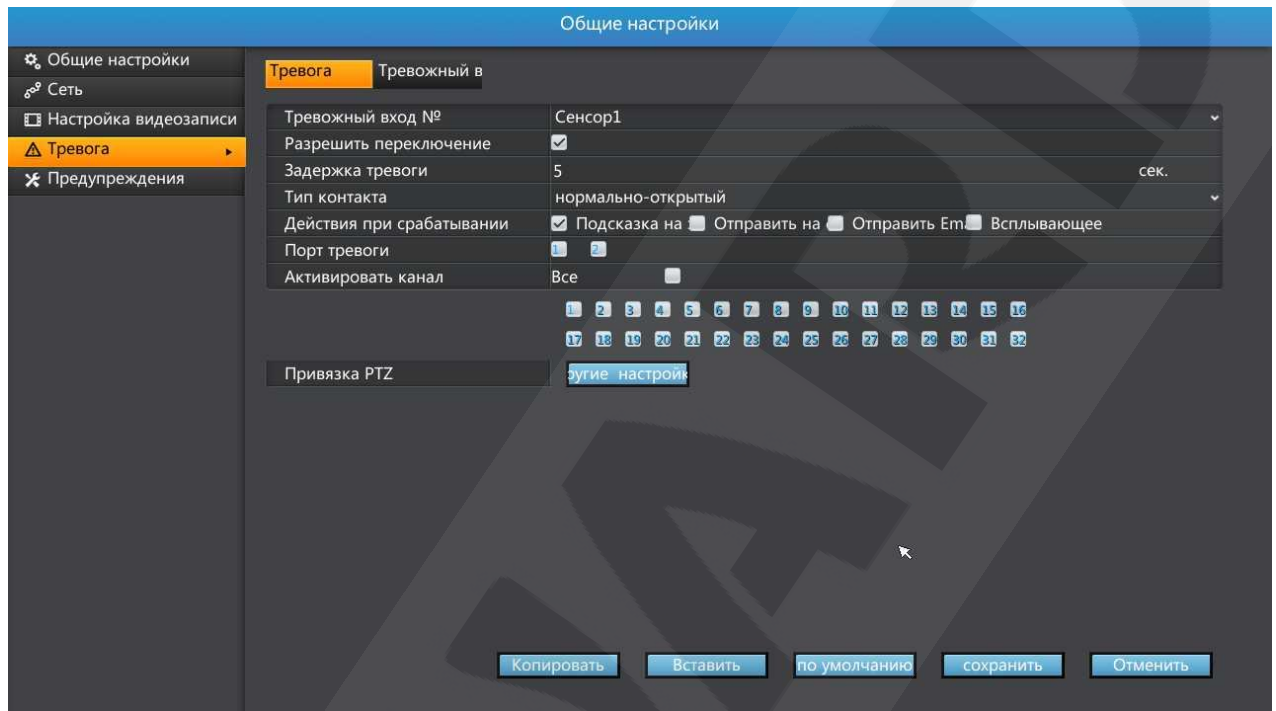 Общие настройки
Общие настройки
Сеть
Настройка видеозаписи
Тревога
Предупреждения
Тревога Тревожный в
Тревожный вход № Сенсор1
Разрешить переключение
Задержка тревоги 5 сек.
Тип контакта нормально-открытый
Действия при срабатывании Подсказка на Отправить на Отправить Em Всплывающее
Порт тревоги 1 2
Активировать канал Все
1 2 3 4 5 6 7 8 9 10 11 12 13 14 15 16
17 18 19 20 21 22 23 24 25 26 27 28 29 30 31 32
Привязка PTZ ругие настройк
Копировать Вставить по умолчанию сохранить Отменить